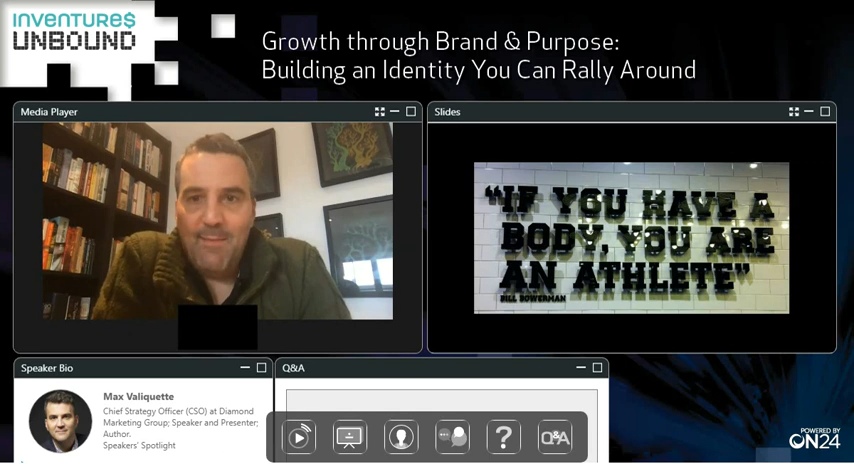 inventure$
UNBOUND
Growth through Brand & Purpose:
Building an Identity You Can Rally Around
Media Player
Slides
“IF YOU HAVE A
BODY, YOU ARE
AN ATHLETE”
BILL BOWERMAN
Speaker Bio
Q&A
Max Valiquette
Chief Strategy Officer (CSO) at Diamond
Marketing Group; Speaker and Presenter;
Author.
Speakers' Spotlight
?
Q&A
POWERED BY
ON24